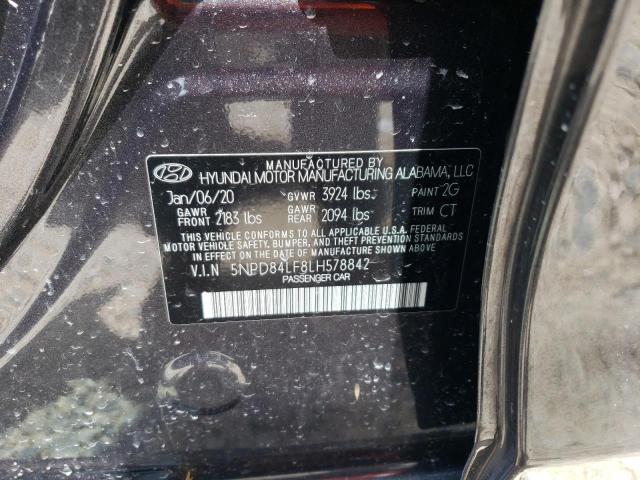 MANUFACTURED BY
HYUNDAI MOTOR MANUFACTURING ALABAMA, LLC
Jan/06/20 GVWR 3924 lbs. PAINT 2G
GAWR FRONT 2183 lbs GAWR REAR 2094 lbs TRIM CT
THIS VEHICLE CONFORMS TO ALL APPLICABLE FEDERAL
MOTOR VEHICLE SAFETY, BUMPER, AND THEFT PREVENTION
STANDARDS IN EFFECT ON THE DATE OF MANUFACTURE SHOWN ABOVE.
V.I.N 5NPD84LF8LH578842
PASSENGER CAR